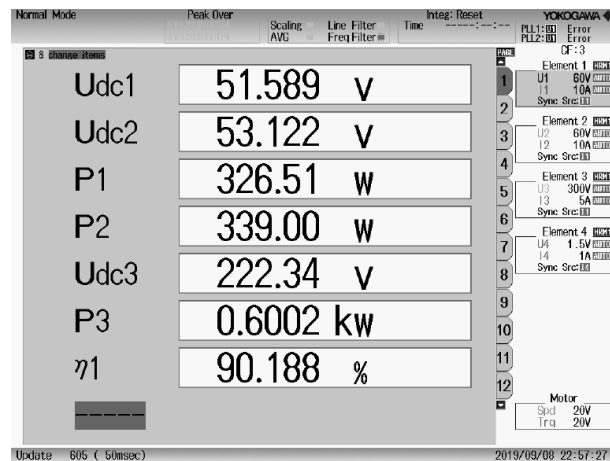 Normal Mode
Peak Over
Scaling
AVG
Line Filter
Freq Filter
Time
Integ: Reset
-----:--:--
YOKOGAWA
PLL1: U1 Error
PLL2: U1 Error
& change items
Udc1 51.589 V
Udc2 53.122 V
P1 326.51 W
P2 339.00 W
Udc3 222.34 V
P3 0.6002 kW
η1 90.188 %
-----
PAGE
1
2
3
4
5
6
7
8
9
10
11
12
CF:3
Element 1
U1 60V
I1 10A
Sync Src:
Element 2
U2 60V
I2 10A
Sync Src:
Element 3
U3 300V
I3 5A
Sync Src:
Element 4
U4 1.5V
I4 1A
Sync Src:
Motor
Spd 20V
Trq 20V
Update 605 ( 50msec)
2019/09/08 22:57:27